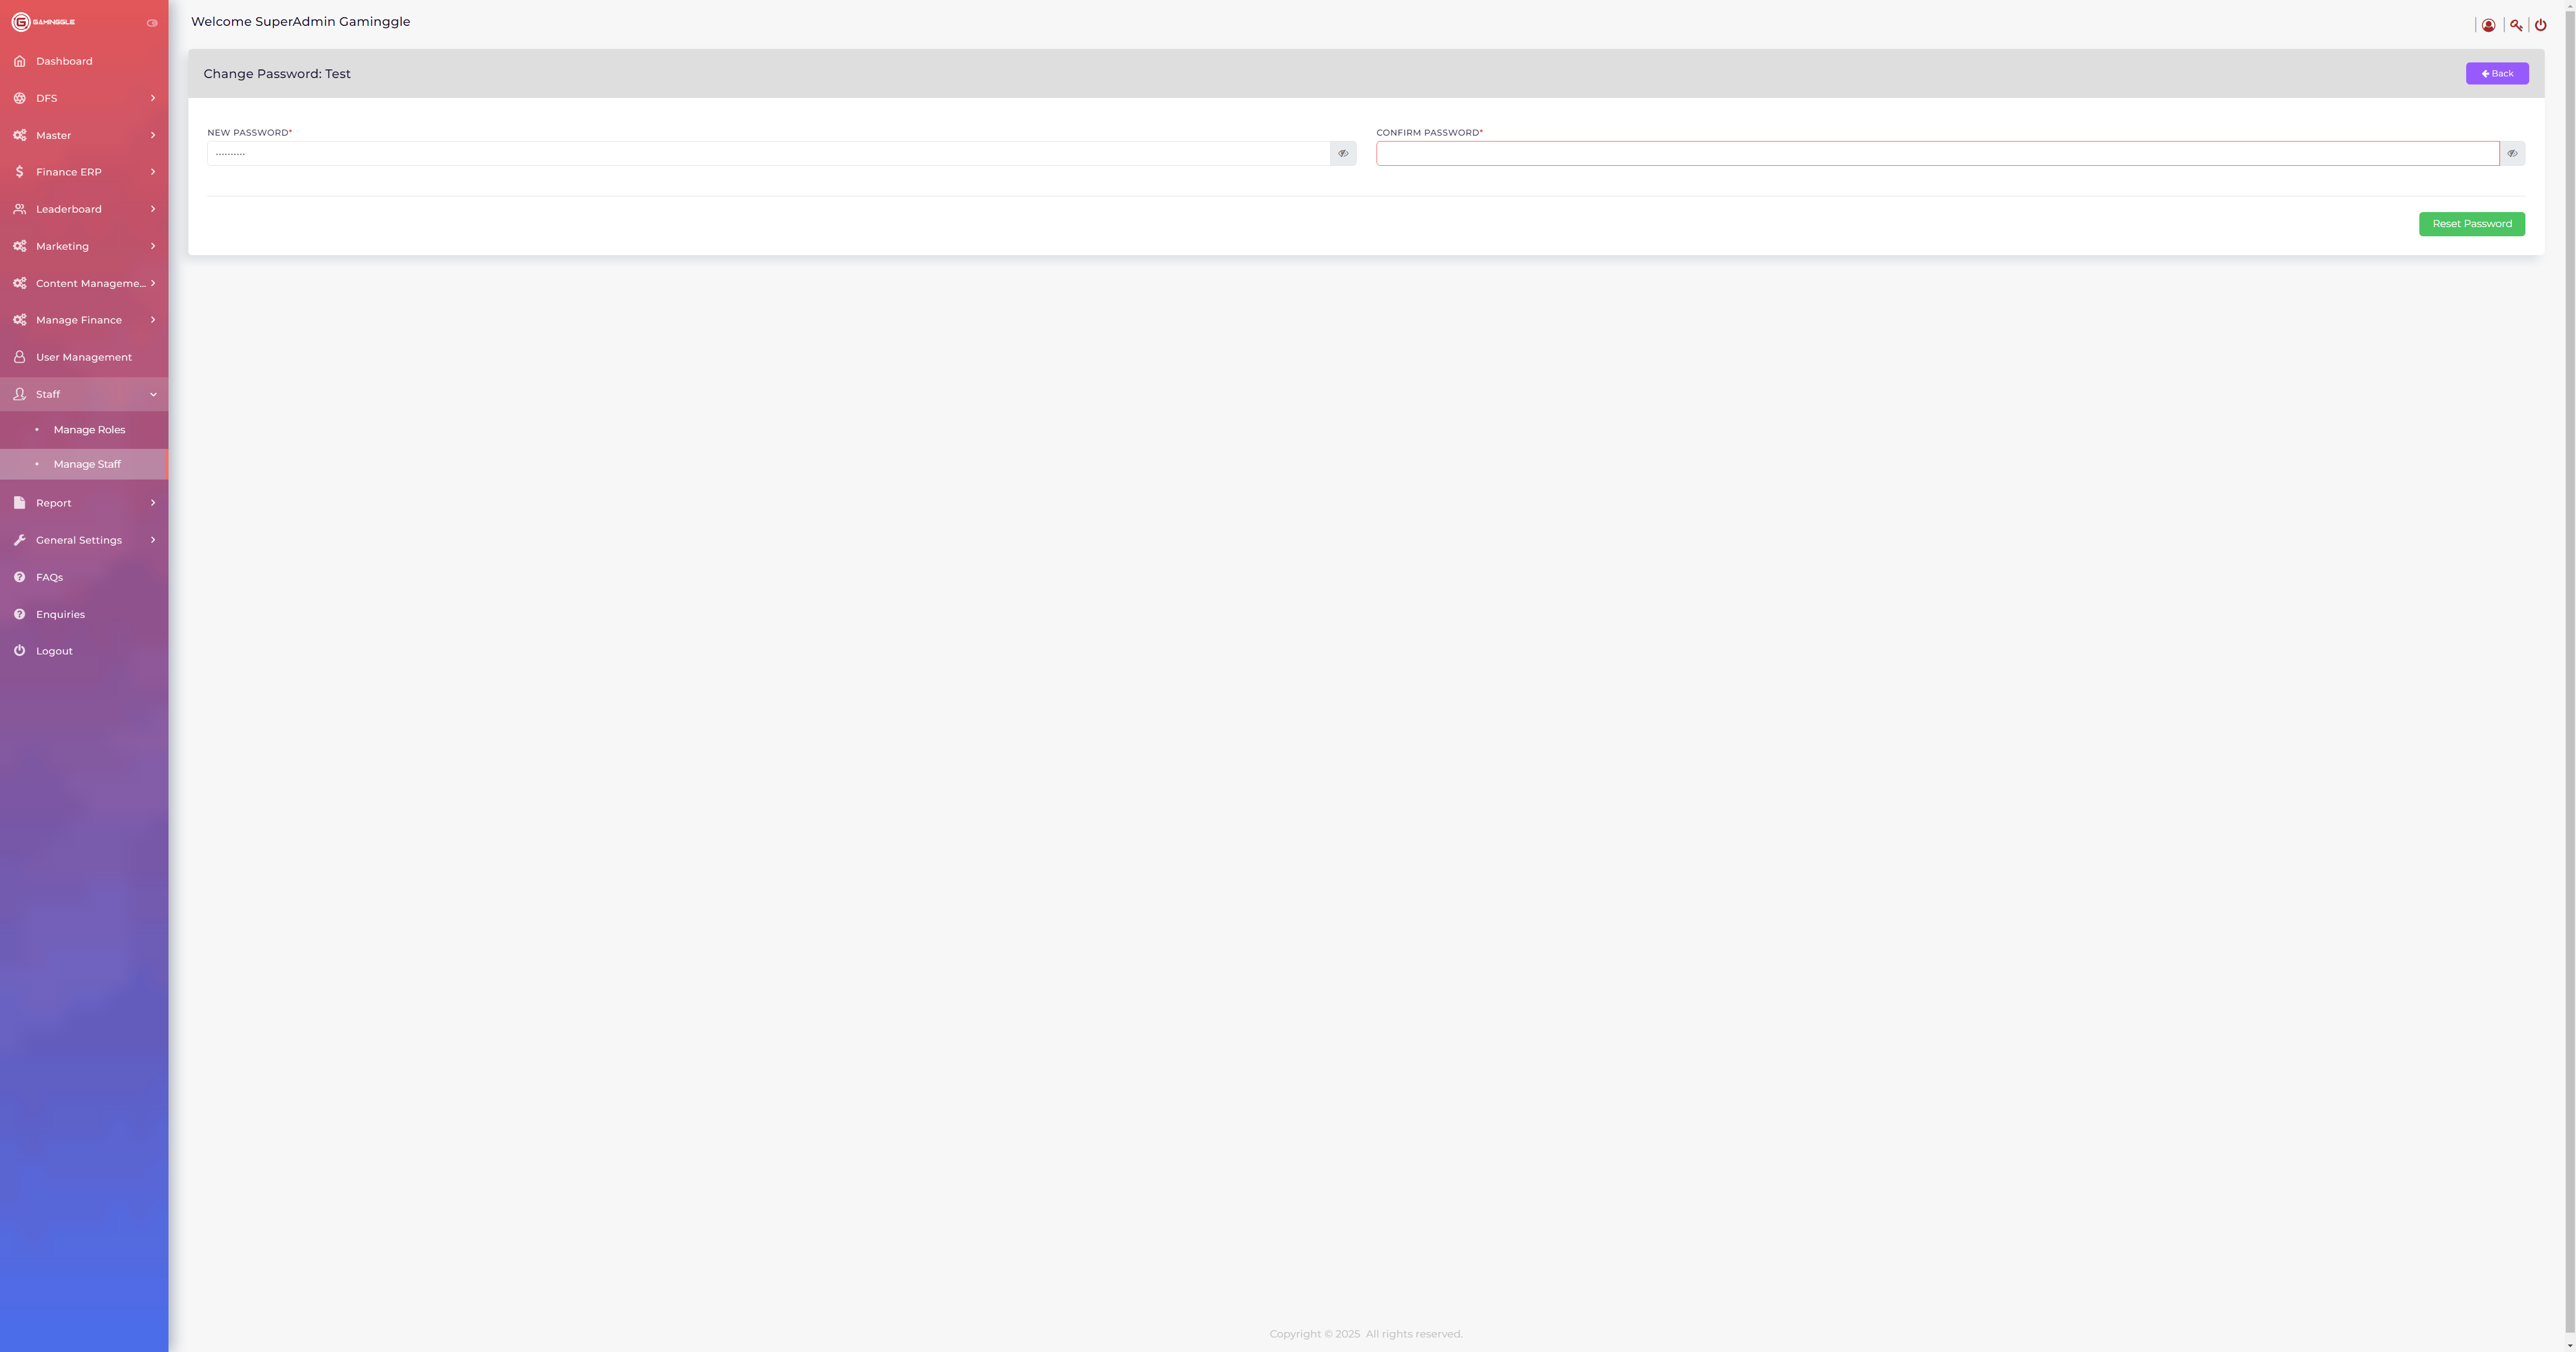 GAMINGGLE
Welcome SuperAdmin Gaminggle
Dashboard
DFS
Master
Finance ERP
Leaderboard
Marketing
Content Manageme...
Manage Finance
User Management
Staff
Manage Roles
Manage Staff
Report
General Settings
FAQs
Enquiries
Logout
Change Password: Test
Back
NEW PASSWORD*
CONFIRM PASSWORD*
Reset Password
Copyright © 2025 All rights reserved.